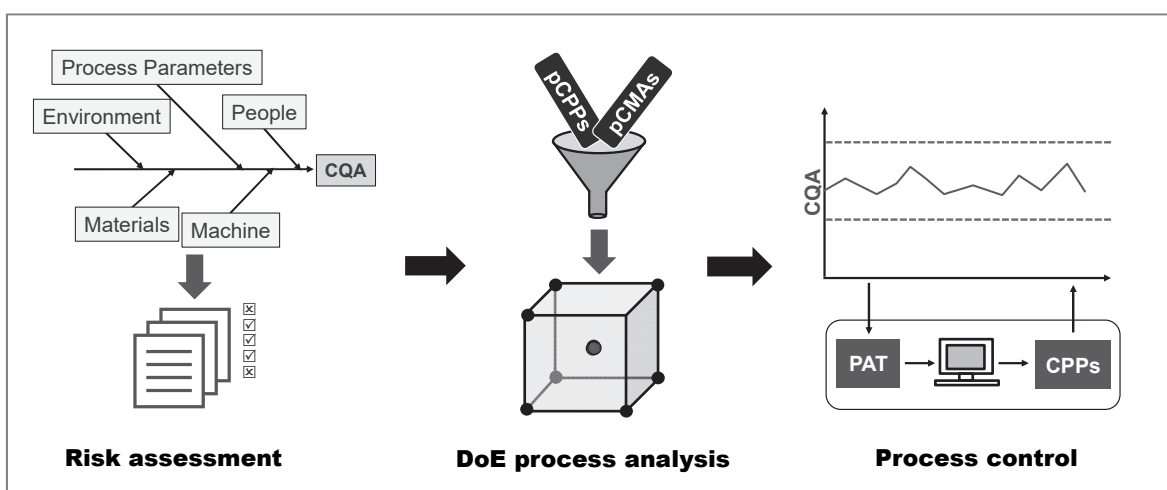 Process Parameters
Environment
People
CQA
Materials
Machine
Risk assessment
pCPPs
pCMAs
DoE process analysis
CQA
PAT
CPPs
Process control